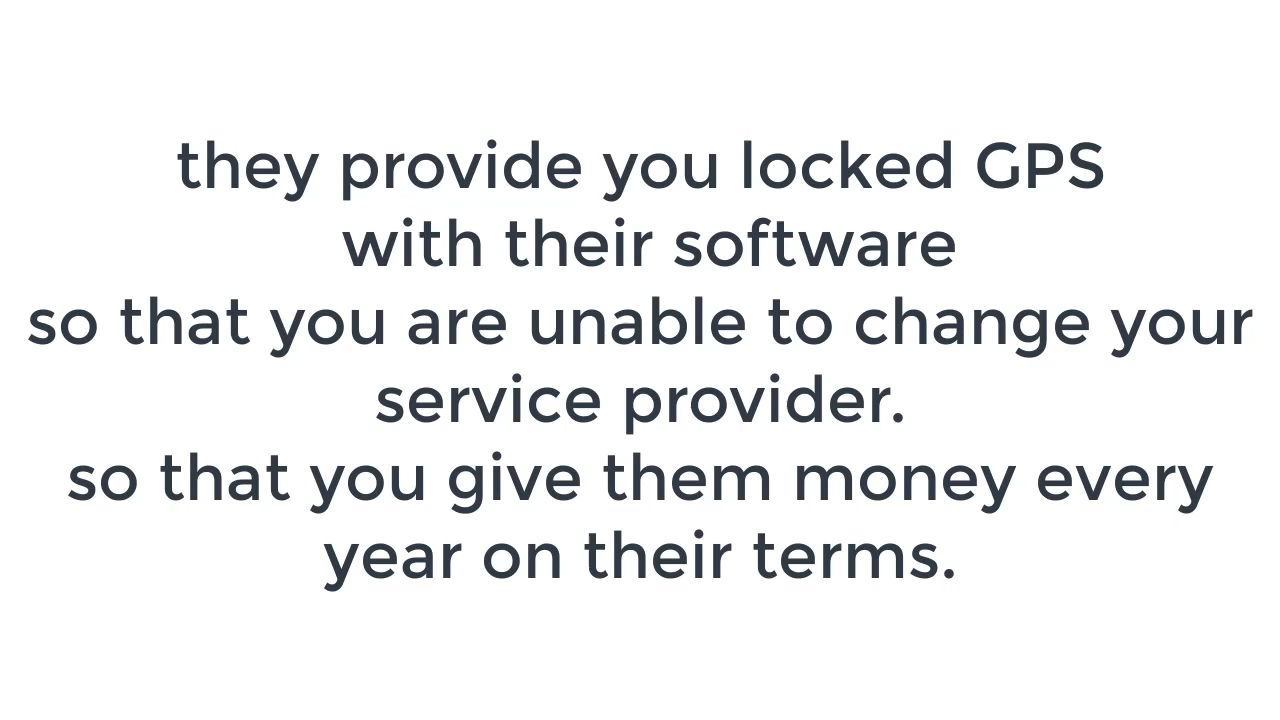 they provide you locked GPS
with their software
so that you are unable to change your
service provider.
so that you give them money every
year on their terms.